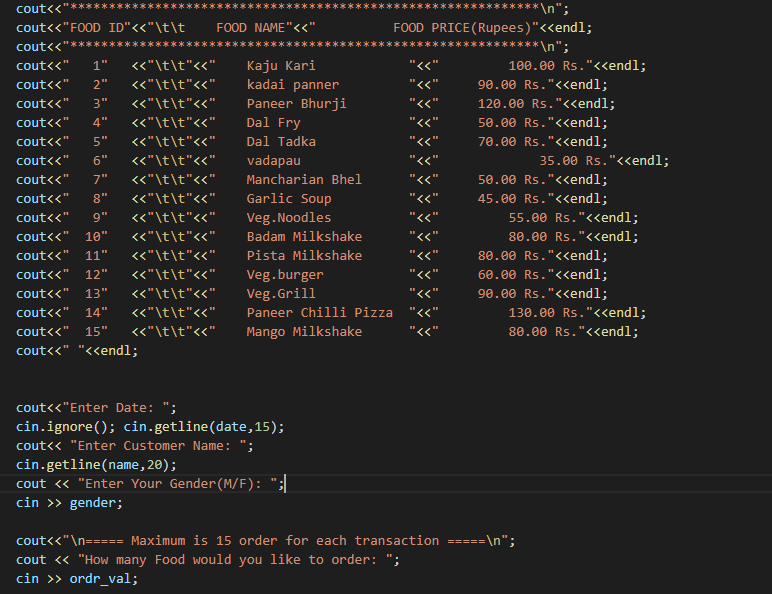 cout<<"*************************************************************\n";
cout<<"FOOD ID"<<"\t\t    FOOD NAME"<<"          FOOD PRICE(Rupees)"<<endl;
cout<<"*************************************************************\n";
cout<<"   1"   <<"\t\t"<<"    Kaju Kari            "<<"         100.00 Rs."<<endl;
cout<<"   2"   <<"\t\t"<<"    kadai panner         "<<"     90.00 Rs."<<endl;
cout<<"   3"   <<"\t\t"<<"    Paneer Bhurji        "<<"     120.00 Rs."<<endl;
cout<<"   4"   <<"\t\t"<<"    Dal Fry              "<<"     50.00 Rs."<<endl;
cout<<"   5"   <<"\t\t"<<"    Dal Tadka            "<<"     70.00 Rs."<<endl;
cout<<"   6"   <<"\t\t"<<"    vadapau              "<<"             35.00 Rs."<<endl;
cout<<"   7"   <<"\t\t"<<"    Mancharian Bhel      "<<"     50.00 Rs."<<endl;
cout<<"   8"   <<"\t\t"<<"    Garlic Soup          "<<"     45.00 Rs."<<endl;
cout<<"   9"   <<"\t\t"<<"    Veg.Noodles          "<<"         55.00 Rs."<<endl;
cout<<"  10"   <<"\t\t"<<"    Badam Milkshake      "<<"         80.00 Rs."<<endl;
cout<<"  11"   <<"\t\t"<<"    Pista Milkshake      "<<"     80.00 Rs."<<endl;
cout<<"  12"   <<"\t\t"<<"    Veg.burger           "<<"     60.00 Rs."<<endl;
cout<<"  13"   <<"\t\t"<<"    Veg.Grill            "<<"     90.00 Rs."<<endl;
cout<<"  14"   <<"\t\t"<<"    Paneer Chilli Pizza  "<<"         130.00 Rs."<<endl;
cout<<"  15"   <<"\t\t"<<"    Mango Milkshake      "<<"         80.00 Rs."<<endl;
cout<<" "<<endl;
cout<<"Enter Date: ";
cin.ignore(); cin.getline(date,15);
cout<< "Enter Customer Name: ";
cin.getline(name,20);
cout << "Enter Your Gender(M/F): ";
cin >> gender;
cout<<"\n===== Maximum is 15 order for each transaction =====\n";
cout << "How many Food would you like to order: ";
cin >> ordr_val;